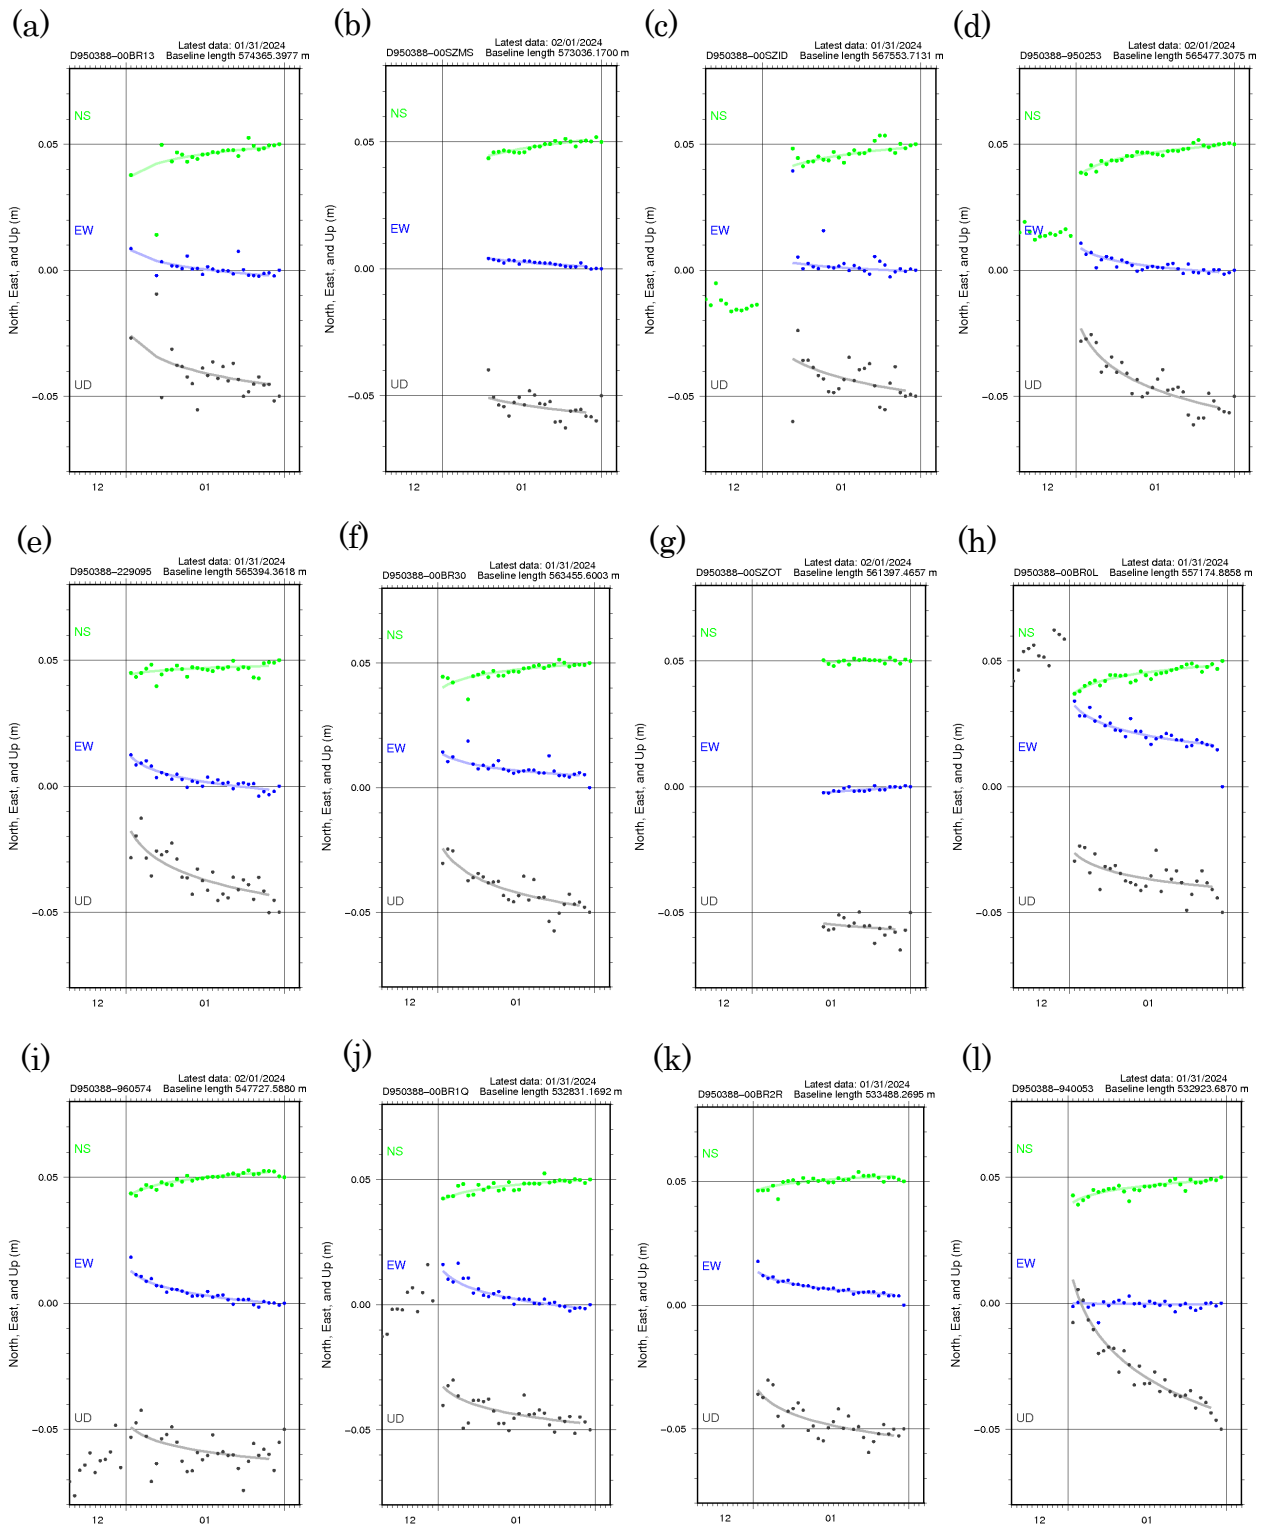 (a)
Latest data: 01/31/2024
D950388−00BR13 Baseline length 574365.3977 m
NS
EW
UD
0.05
0.00
−0.05
North, East, and Up (m)
12 01
(b)
Latest data: 02/01/2024
D950388−00SZMS Baseline length 573036.1700 m
NS
EW
UD
0.05
0.00
−0.05
North, East, and Up (m)
12 01
(c)
Latest data: 01/31/2024
D950388−00SZID Baseline length 567553.7131 m
NS
EW
UD
0.05
0.00
−0.05
North, East, and Up (m)
12 01
(d)
Latest data: 02/01/2024
D950388−950253 Baseline length 565477.3075 m
NS
EW
UD
0.05
0.00
−0.05
North, East, and Up (m)
12 01
(e)
Latest data: 01/31/2024
D950388−229095 Baseline length 565394.3618 m
NS
EW
UD
0.05
0.00
−0.05
North, East, and Up (m)
12 01
(f)
Latest data: 01/31/2024
D950388−00BR30 Baseline length 563455.6003 m
NS
EW
UD
0.05
0.00
−0.05
North, East, and Up (m)
12 01
(g)
Latest data: 02/01/2024
D950388−00SZOT Baseline length 561397.4657 m
NS
EW
UD
0.05
0.00
−0.05
North, East, and Up (m)
01
(h)
Latest data: 01/31/2024
D950388−00BR0L Baseline length 557174.8858 m
NS
EW
UD
0.05
0.00
−0.05
North, East, and Up (m)
12 01
(i)
Latest data: 02/01/2024
D950388−960574 Baseline length 547727.5880 m
NS
EW
UD
0.05
0.00
−0.05
North, East, and Up (m)
12 01
(j)
Latest data: 01/31/2024
D950388−00BR1Q Baseline length 532831.1692 m
NS
EW
UD
0.05
0.00
−0.05
North, East, and Up (m)
12 01
(k)
Latest data: 01/31/2024
D950388−00BR2R Baseline length 533488.2695 m
NS
EW
UD
0.05
0.00
−0.05
North, East, and Up (m)
12 01
(l)
Latest data: 01/31/2024
D950388−940053 Baseline length 532923.6870 m
NS
EW
UD
0.05
0.00
−0.05
North, East, and Up (m)
12 01